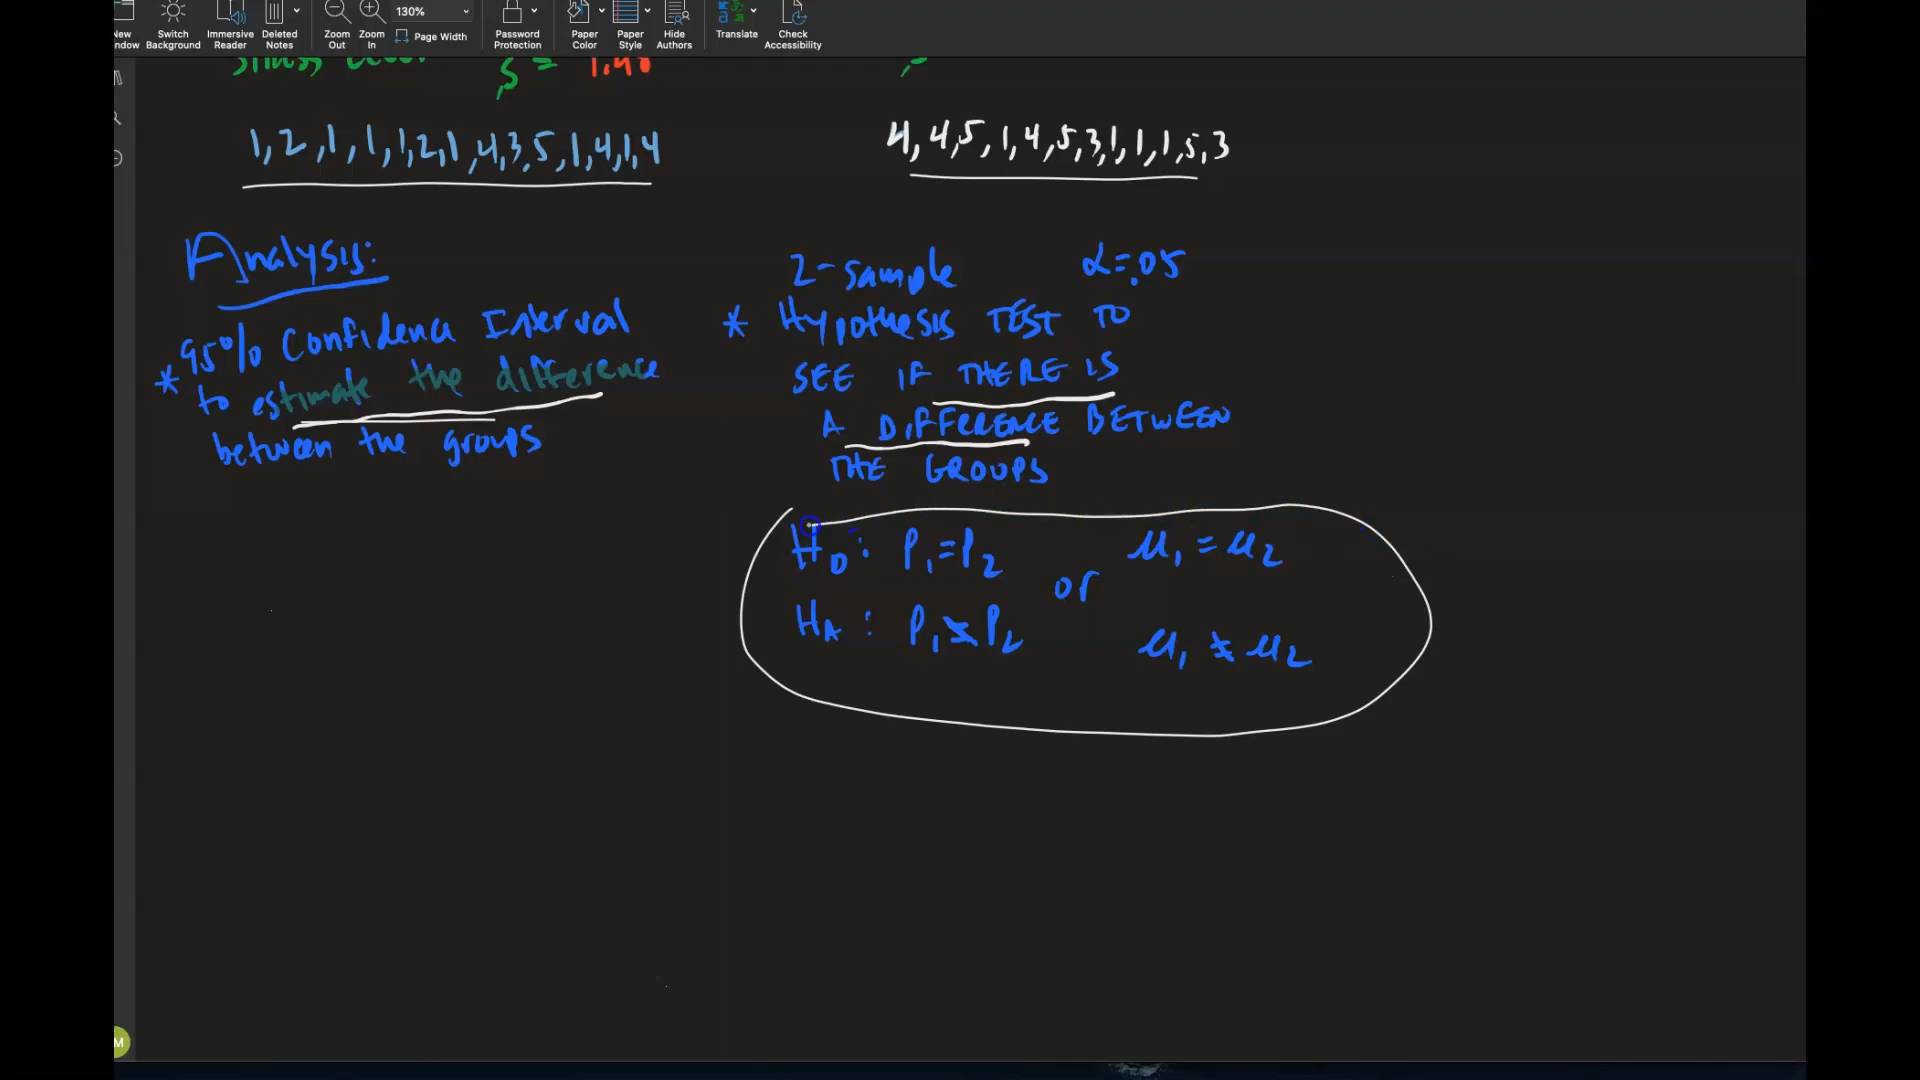 New Window
Switch Background
Immersive Reader
Deleted Notes
Zoom Out
Zoom In
130%
Page Width
Password Protection
Paper Color
Paper Style
Hide Authors
Translate
Check Accessibility
s = 1.48
1,2,1,1,1,2,1,4,3,5,1,4,1,4
4,4,5,1,4,5,3,1,1,1,5,3
Analysis:
* 95% Confidence Interval
to estimate the difference
between the groups
2-sample α=.05
* Hypothesis TEST TO
SEE IF THERE IS
A DIFFERENCE BETWEEN
THE GROUPS
H0: P1=P2 or μ1=μ2
HA: P1≠P2 μ1≠μ2
M